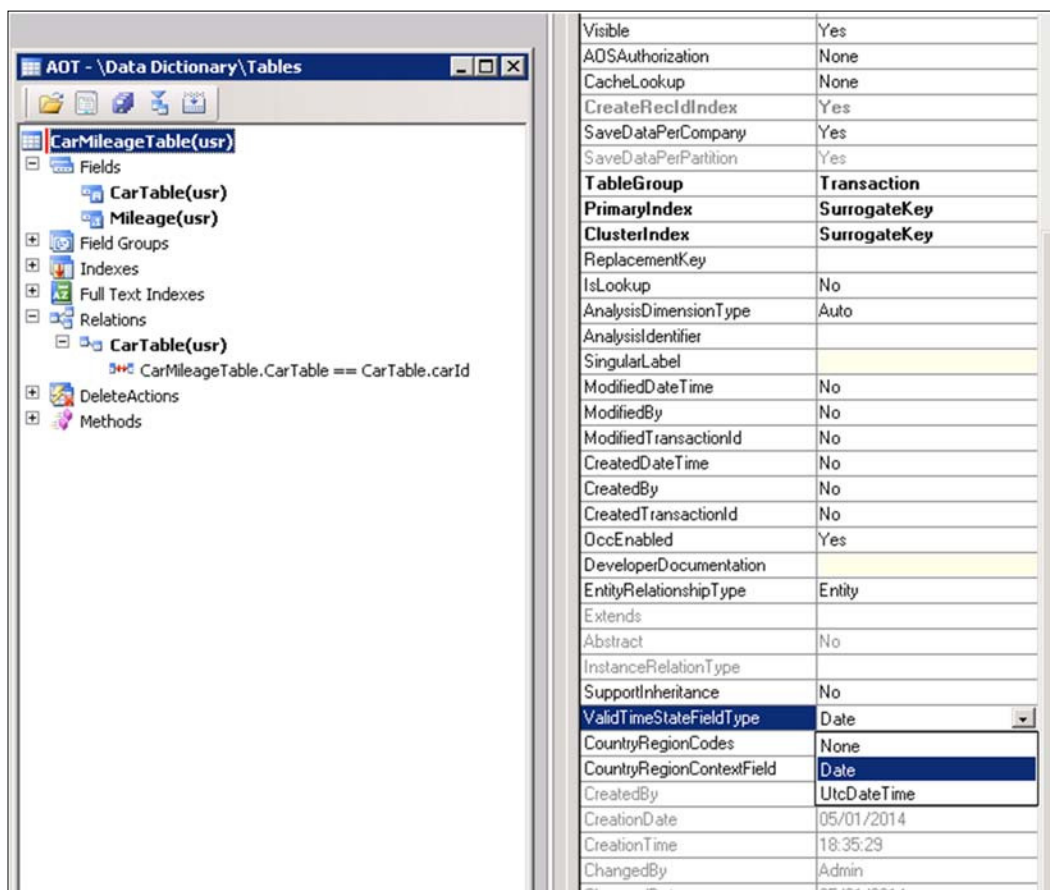 AOT - \Data Dictionary\Tables
CarMileageTable(usr)
Fields
CarTable(usr)
Mileage(usr)
Field Groups
Indexes
Full Text Indexes
Relations
CarTable(usr)
CarMileageTable.CarTable == CarTable.carId
DeleteActions
Methods
Visible Yes
AOSAuthorization None
CacheLookup None
CreateRecIdIndex Yes
SaveDataPerCompany Yes
SaveDataPerPartition Yes
TableGroup Transaction
PrimaryIndex SurrogateKey
ClusterIndex SurrogateKey
ReplacementKey
IsLookup No
AnalysisDimensionType Auto
AnalysisIdentifier
SingularLabel
ModifiedDateTime No
ModifiedBy No
ModifiedTransactionId No
CreatedDateTime No
CreatedBy No
CreatedTransactionId No
OccEnabled Yes
DeveloperDocumentation
EntityRelationshipType Entity
Extends
Abstract No
InstanceRelationType
SupportInheritance No
ValidTimeStateFieldType Date
CountryRegionCodes None
CountryRegionContextField Date
CreatedBy UtcDateTime
CreationDate 05/01/2014
CreationTime 18:35:29
ChangedBy Admin